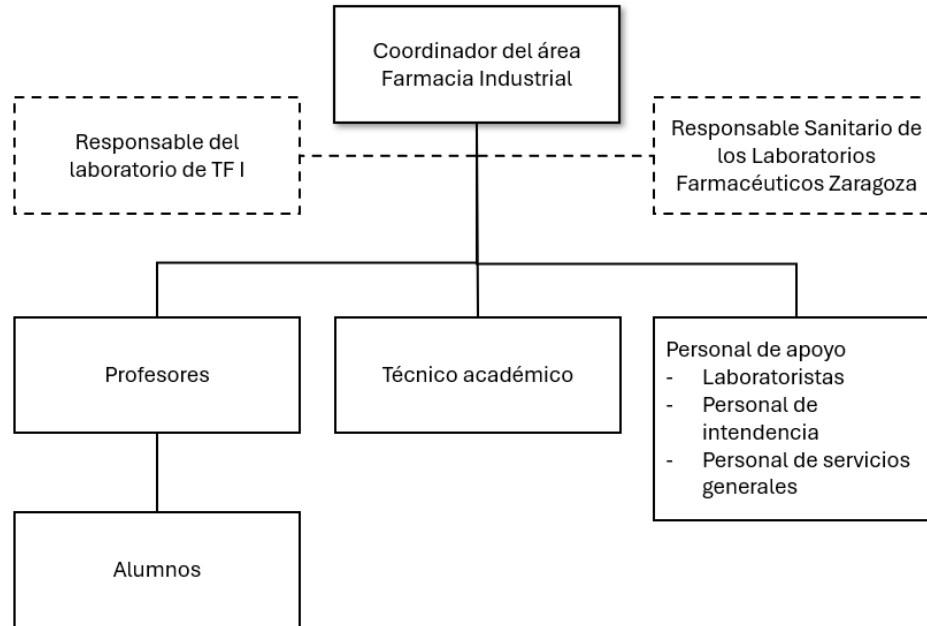 Coordinador del área
Farmacia Industrial
Responsable del
laboratorio de TF I
Responsable Sanitario de
los Laboratorios
Farmacéuticos Zaragoza
Profesores
Técnico académico
Personal de apoyo
- Laboratoristas
- Personal de
intendencia
- Personal de servicios
generales
Alumnos